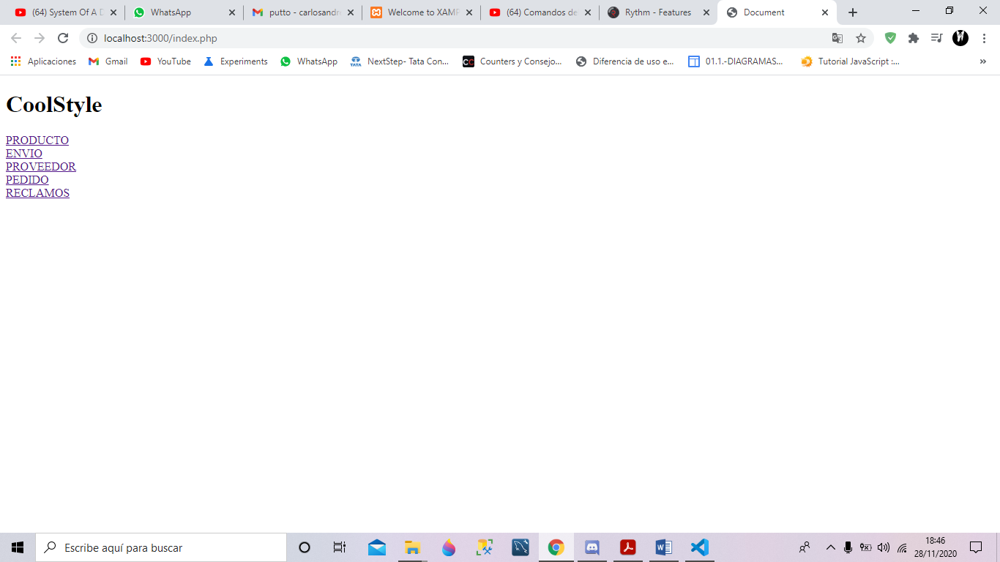 (64) System Of A D
WhatsApp
putto - carlosandr
Welcome to XAMP
(64) Comandos de
Rythm - Features
Document
localhost:3000/index.php
Aplicaciones
Gmail
YouTube
Experiments
WhatsApp
TATA
NextStep- Tata Con...
CC
Counters y Consejo...
Diferencia de uso e...
01.1.-DIAGRAMAS...
Tutorial JavaScript :...
CoolStyle
PRODUCTO
ENVIO
PROVEEDOR
PEDIDO
RECLAMOS
Escribe aquí para buscar
18:46
28/11/2020